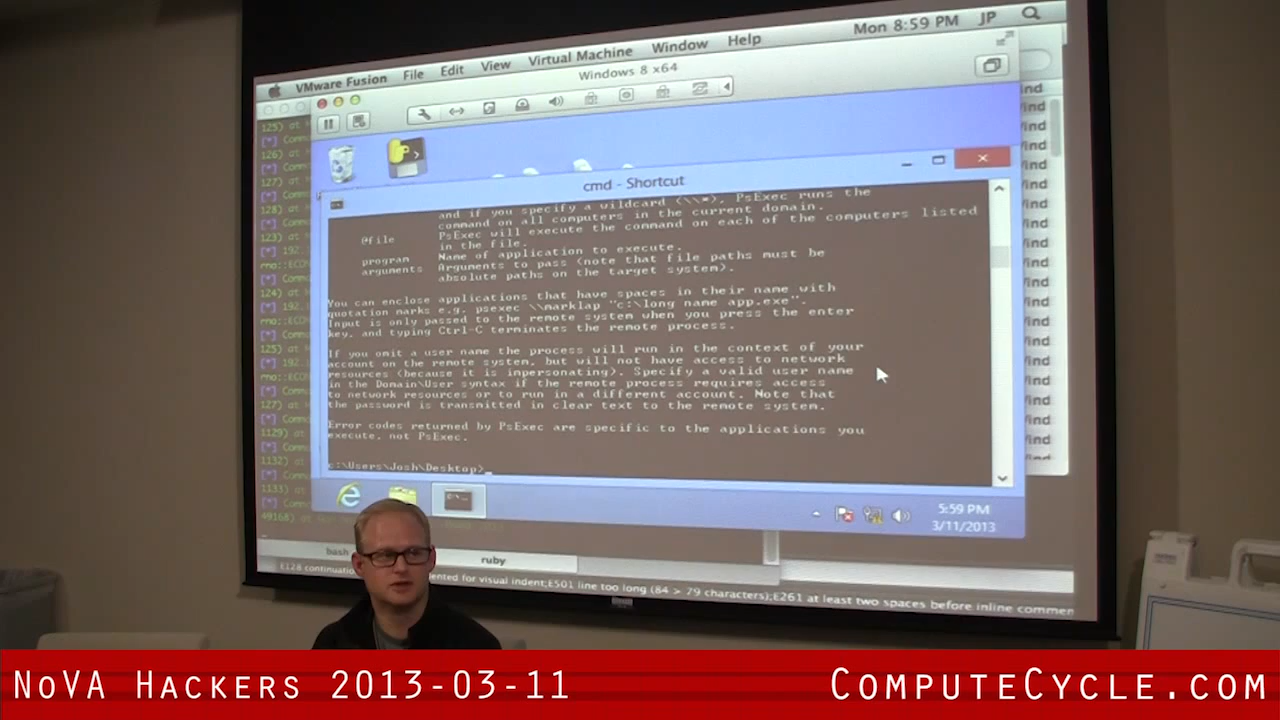 VMware Fusion File Edit View Virtual Machine Window Help Mon 8:59 PM JP
Windows 8 x64
cmd - Shortcut
and if you specify a wildcard (\\*), PsExec runs the
command on all computers in the current domain.
@file PsExec will execute the command on each of the computers listed
in the file.
program Name of application to execute.
arguments Arguments to pass (note that file paths must be
absolute paths on the target system).
You can enclose applications that have spaces in their name with
quotation marks e.g. psexec \\marklap "c:\long name app.exe".
Input is only passed to the remote system when you press the enter
key, and typing Ctrl-C terminates the remote process.
If you omit a user name the process will run in the context of your
account on the remote system, but will not have access to network
resources (because it is impersonating). Specify a valid user name
in the Domain\User syntax if the remote process requires access
to network resources or to run in a different account. Note that
the password is transmitted in clear text to the remote system.
Error codes returned by PsExec are specific to the applications you
execute, not PsExec.
c:\Users\Josh\Desktop>
5:59 PM
3/11/2013
bash ruby
E128 continuation
ented for visual indent;E501 line too long (84 > 79 characters);E261 at least two spaces before inline commen
NoVA Hackers 2013-03-11 ComputeCycle.com